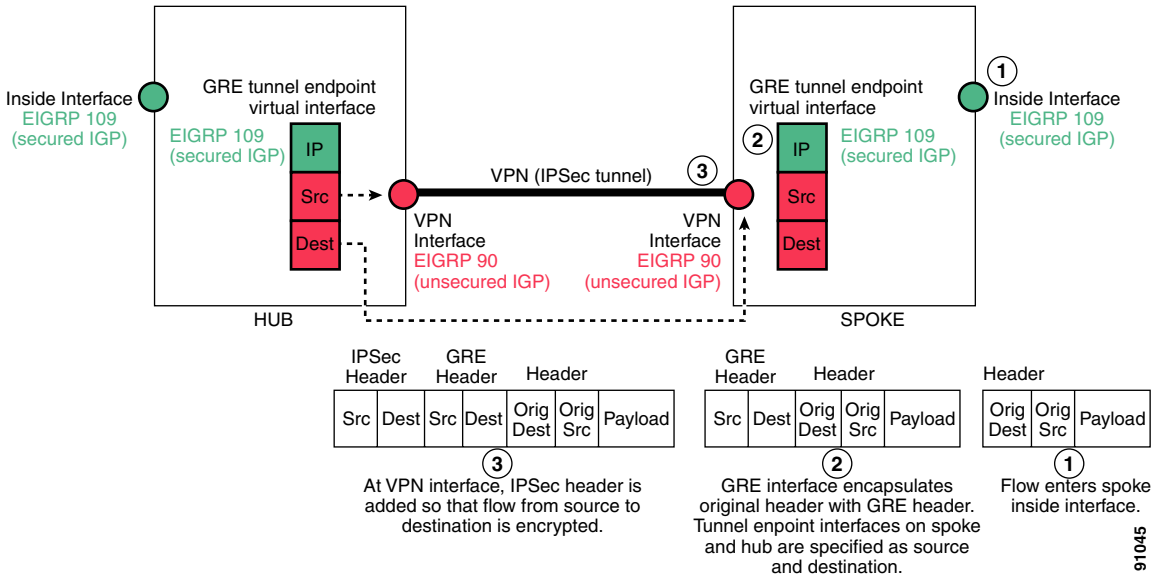 GRE tunnel endpoint
virtual interface
Inside Interface
EIGRP 109
(secured IGP)
EIGRP 109
(secured IGP)
IP
Src
Dest
VPN (IPSec tunnel)
3
VPN
Interface
EIGRP 90
(unsecured IGP)
VPN
Interface
EIGRP 90
(unsecured IGP)
GRE tunnel endpoint
virtual interface
2
IP
Src
Dest
EIGRP 109
(secured IGP)
1
Inside Interface
EIGRP 109
(secured IGP)
HUB
SPOKE
IPSec
Header
GRE
Header
Header
Src
Dest
Src
Dest
Orig
Dest
Orig
Src
Payload
3
At VPN interface, IPSec header is
added so that flow from source to
destination is encrypted.
GRE
Header
Header
Src
Dest
Orig
Dest
Orig
Src
Payload
2
GRE interface encapsulates
original header with GRE header.
Tunnel enpoint interfaces on spoke
and hub are specified as source
and destination.
Header
Orig
Dest
Orig
Src
Payload
1
Flow enters spoke
inside interface.
91045